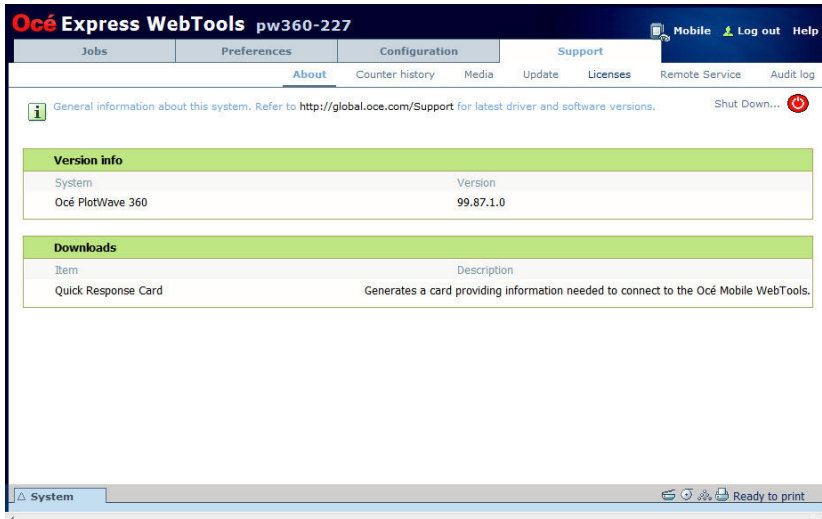 Océ Express WebTools pw360-227
Mobile Log out Help
Jobs Preferences Configuration Support
About Counter history Media Update Licenses Remote Service Audit log
General information about this system. Refer to http://global.oce.com/Support for latest driver and software versions. Shut Down...
Version info
System Version
Océ PlotWave 360 99.87.1.0
Downloads
Item Description
Quick Response Card Generates a card providing information needed to connect to the Océ Mobile WebTools.
System Ready to print